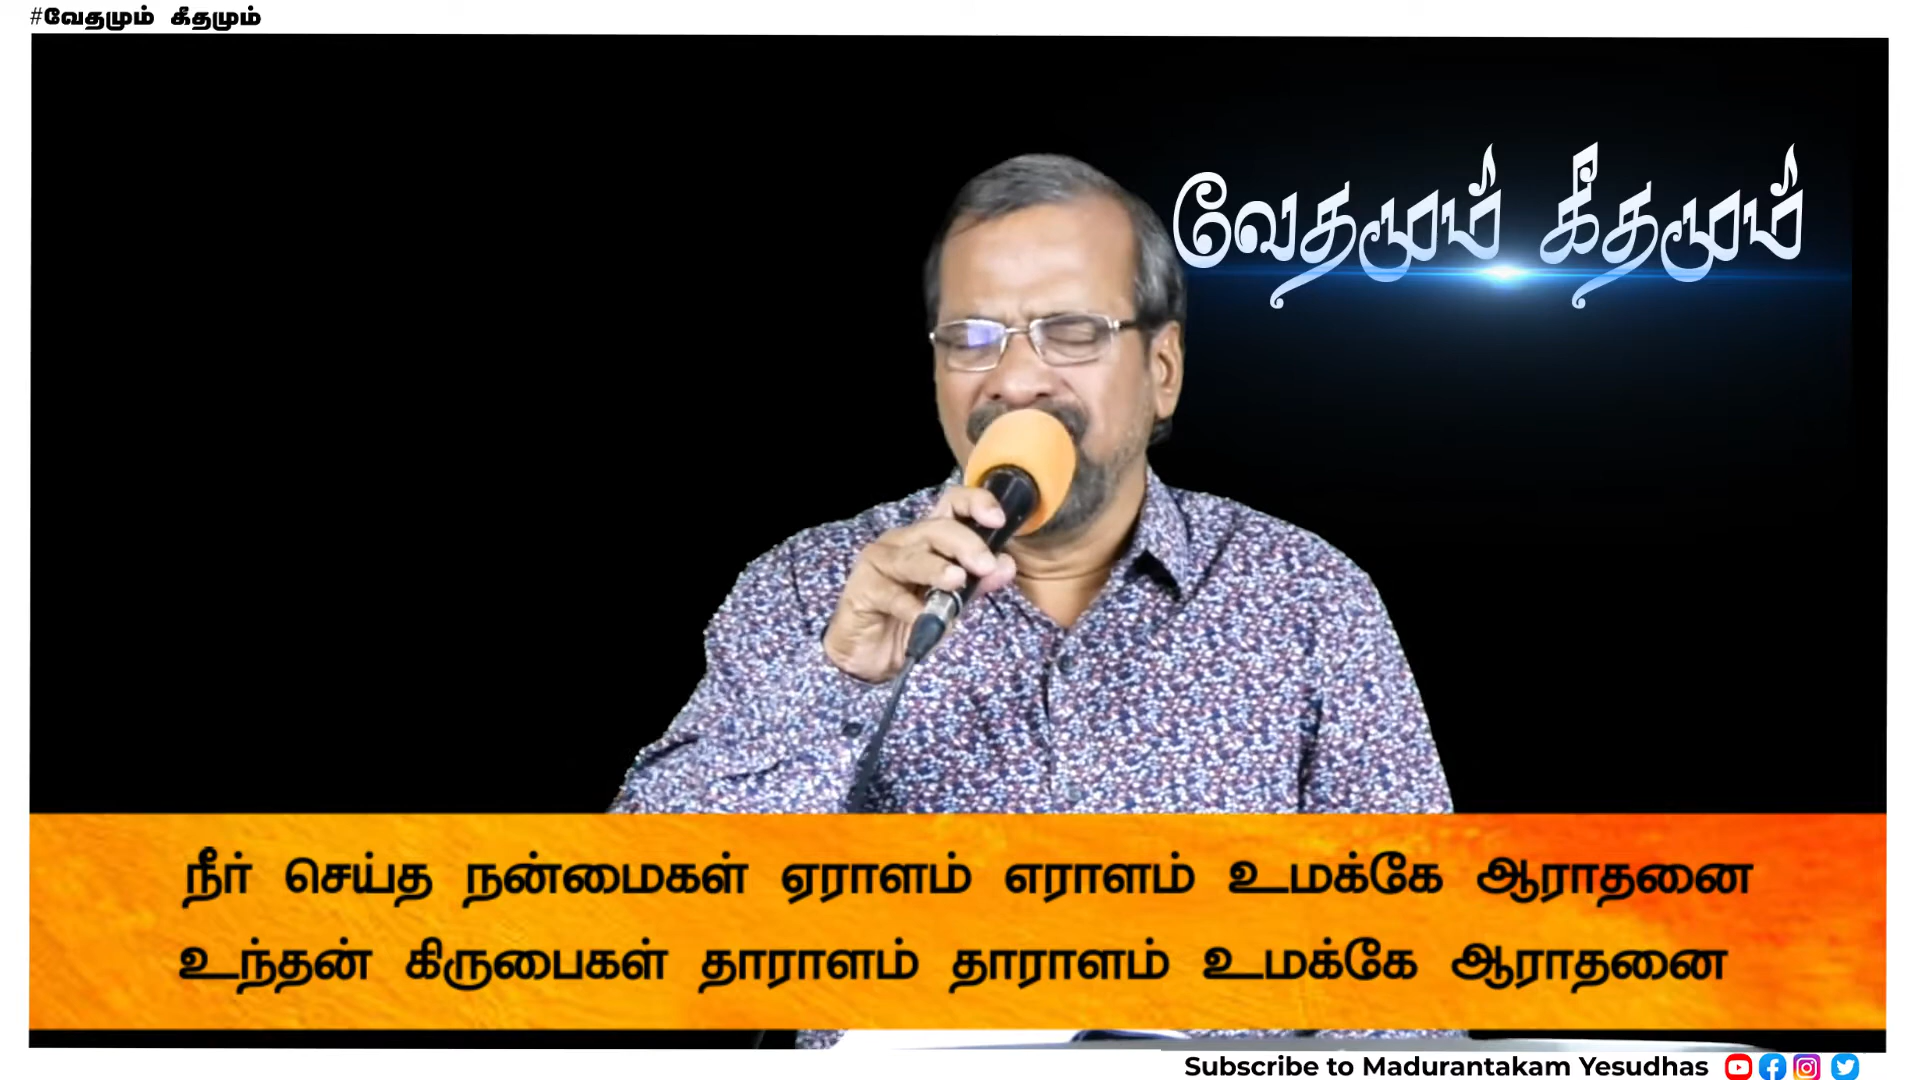 #வேதமும் கீதமும்
வேதமும் கீதமும்
நீர் செய்த நன்மைகள் ஏராளம் எராளம் உமக்கே ஆராதனை
உந்தன் கிருபைகள் தாராளம் தாராளம் உமக்கே ஆராதனை
Subscribe to Madurantakam Yesudhas